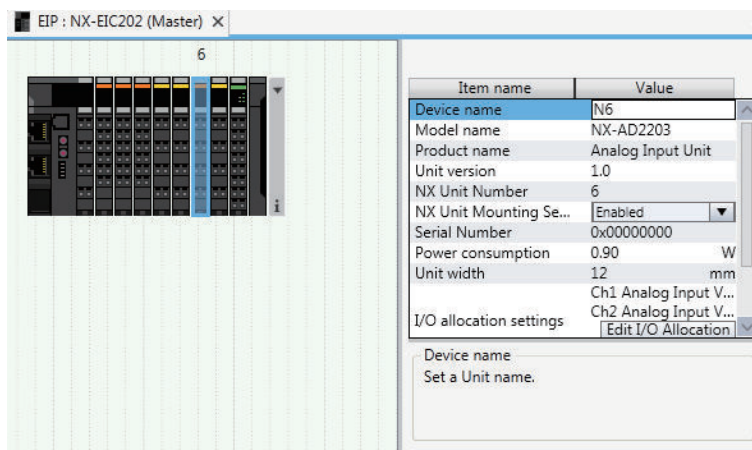 EIP : NX-EIC202 (Master) ×
6
Item name Value
Device name N6
Model name NX-AD2203
Product name Analog Input Unit
Unit version 1.0
NX Unit Number 6
NX Unit Mounting Se... Enabled
Serial Number 0x00000000
Power consumption 0.90 W
Unit width 12 mm
Ch1 Analog Input V...
Ch2 Analog Input V...
I/O allocation settings
Edit I/O Allocation
Device name
Set a Unit name.
i